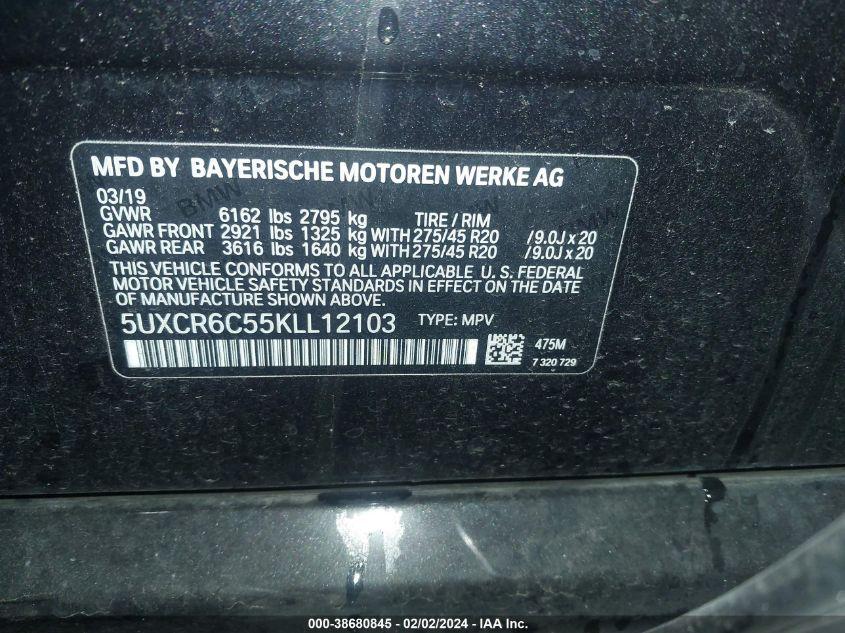 MFD BY BAYERISCHE MOTOREN WERKE AG
03/19
GVWR 6162 lbs 2795 kg TIRE / RIM
GAWR FRONT 2921 lbs 1325 kg WITH 275/45 R20 /9.0J x 20
GAWR REAR 3616 lbs 1640 kg WITH 275/45 R20 /9.0J x 20
THIS VEHICLE CONFORMS TO ALL APPLICABLE U. S. FEDERAL
MOTOR VEHICLE SAFETY STANDARDS IN EFFECT ON THE DATE
OF MANUFACTURE SHOWN ABOVE.
5UXCR6C55KLL12103 TYPE: MPV
475M
7 320 729
000-38680845 - 02/02/2024 - IAA Inc.